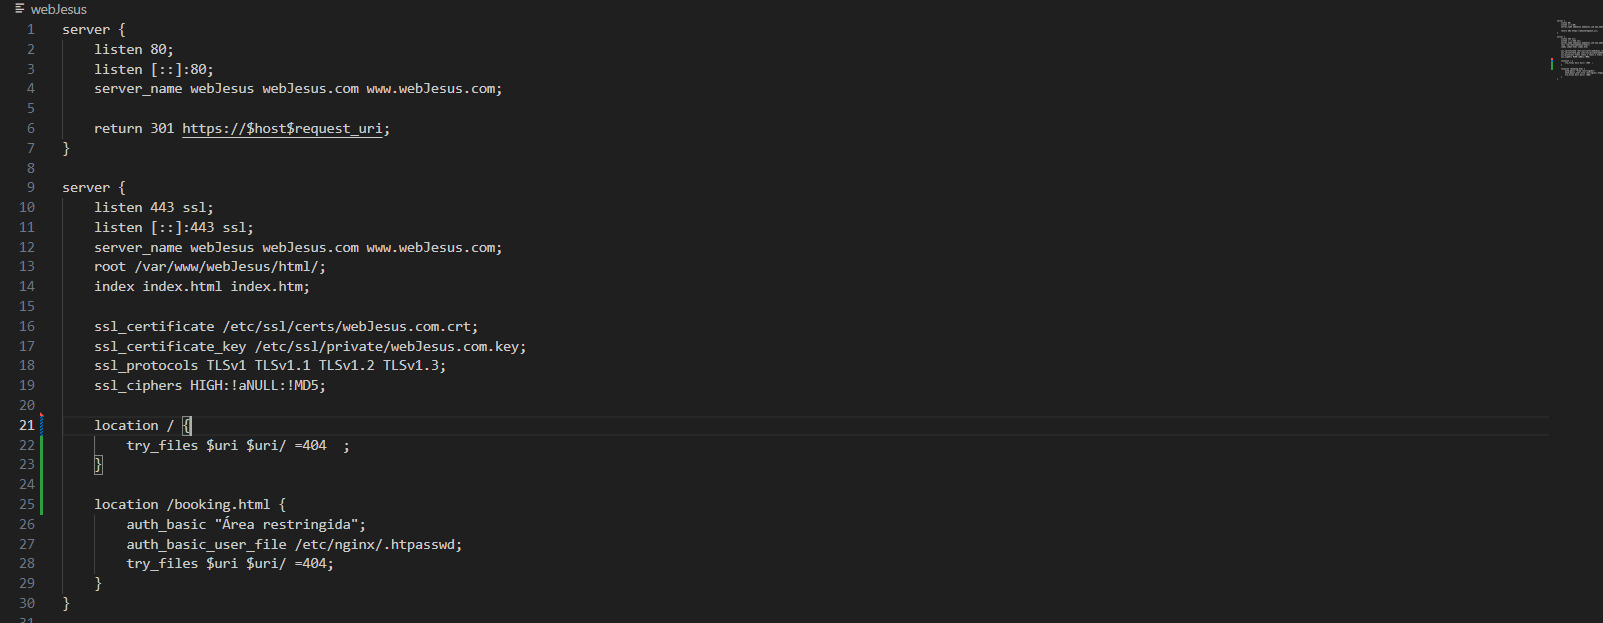 webJesus
1 server {
2 listen 80;
3 listen [::]:80;
4 server_name webJesus webJesus.com www.webJesus.com;
5
6 return 301 https://$host$request_uri;
7 }
8
9 server {
10 listen 443 ssl;
11 listen [::]:443 ssl;
12 server_name webJesus webJesus.com www.webJesus.com;
13 root /var/www/webJesus/html/;
14 index index.html index.htm;
15
16 ssl_certificate /etc/ssl/certs/webJesus.com.crt;
17 ssl_certificate_key /etc/ssl/private/webJesus.com.key;
18 ssl_protocols TLSv1 TLSv1.1 TLSv1.2 TLSv1.3;
19 ssl_ciphers HIGH:!aNULL:!MD5;
20
21 location / {
22 try_files $uri $uri/ =404  ;
23 }
24
25 location /booking.html {
26 auth_basic "Área restringida";
27 auth_basic_user_file /etc/nginx/.htpasswd;
28 try_files $uri $uri/ =404;
29 }
30 }